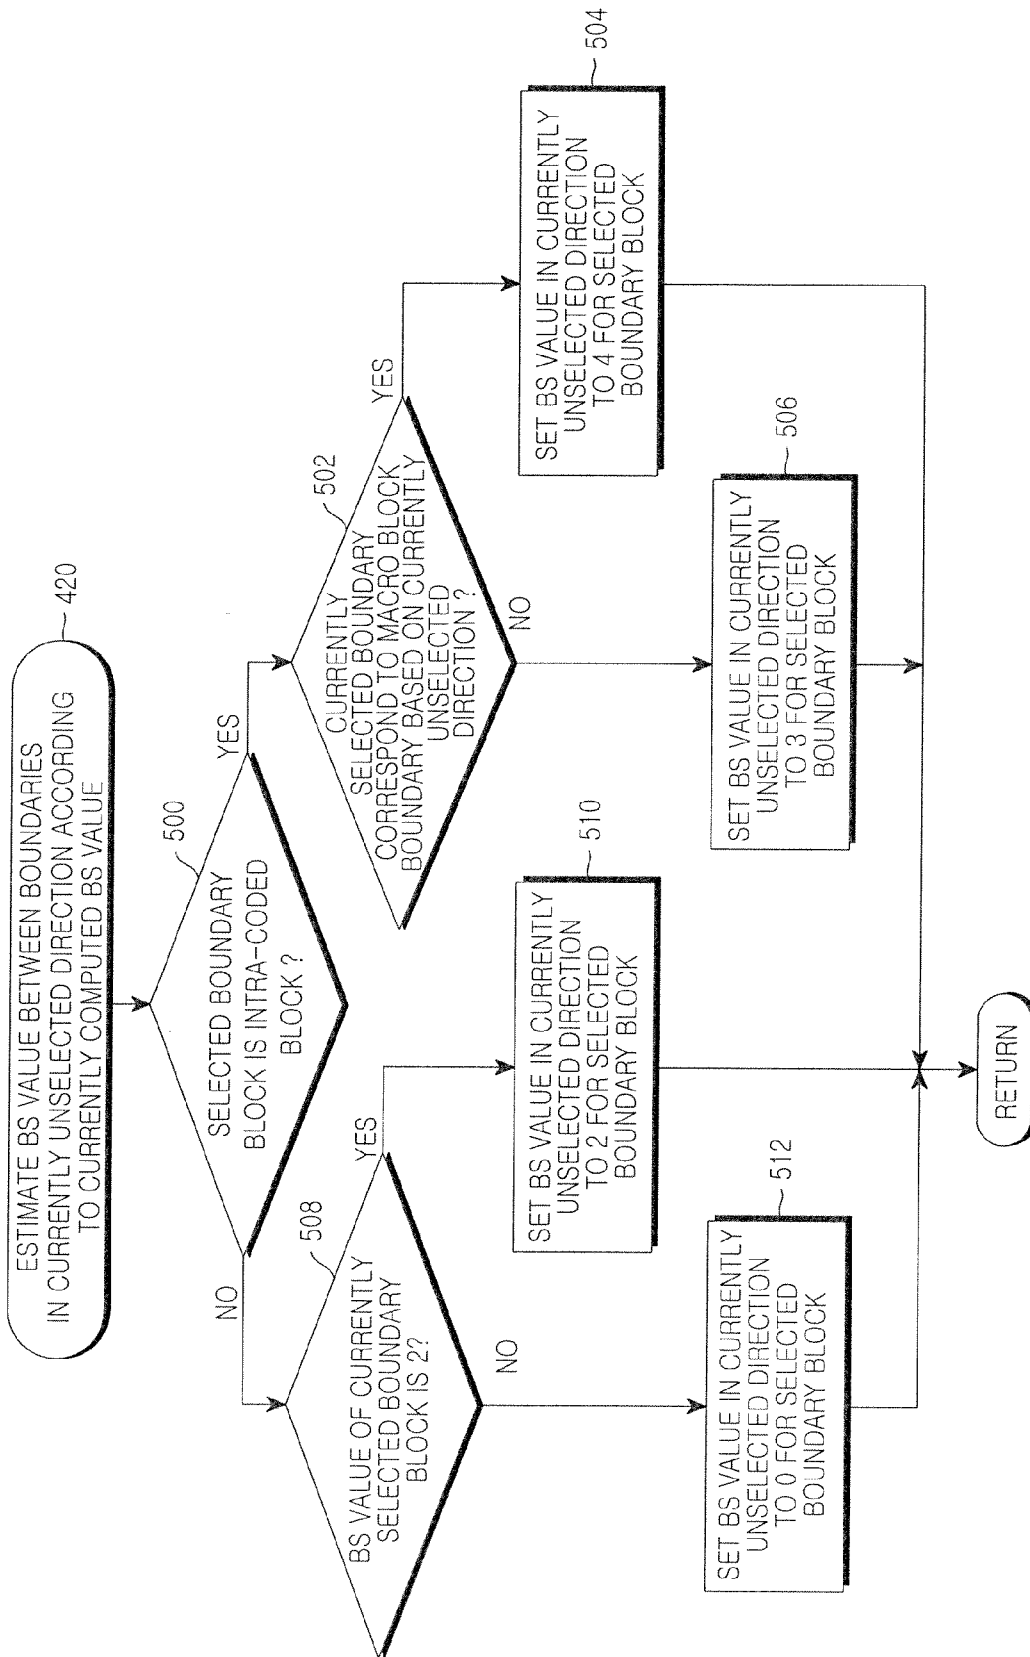 ESTIMATE BS VALUE BETWEEN BOUNDARIES
IN CURRENTLY UNSELECTED DIRECTION ACCORDING
TO CURRENTLY COMPUTED BS VALUE
420
SELECTED BOUNDARY
BLOCK IS INTRA-CODED
BLOCK ?
500
NO
YES
BS VALUE OF CURRENTLY
SELECTED BOUNDARY
BLOCK IS 2?
508
YES
NO
CURRENTLY
SELECTED BOUNDARY
CORRESPOND TO MACRO BLOCK
BOUNDARY BASED ON CURRENTLY
UNSELECTED
DIRECTION ?
502
YES
NO
SET BS VALUE IN CURRENTLY
UNSELECTED DIRECTION
TO 2 FOR SELECTED
BOUNDARY BLOCK
510
SET BS VALUE IN CURRENTLY
UNSELECTED DIRECTION
TO 4 FOR SELECTED
BOUNDARY BLOCK
504
SET BS VALUE IN CURRENTLY
UNSELECTED DIRECTION
TO 0 FOR SELECTED
BOUNDARY BLOCK
512
SET BS VALUE IN CURRENTLY
UNSELECTED DIRECTION
TO 3 FOR SELECTED
BOUNDARY BLOCK
506
RETURN